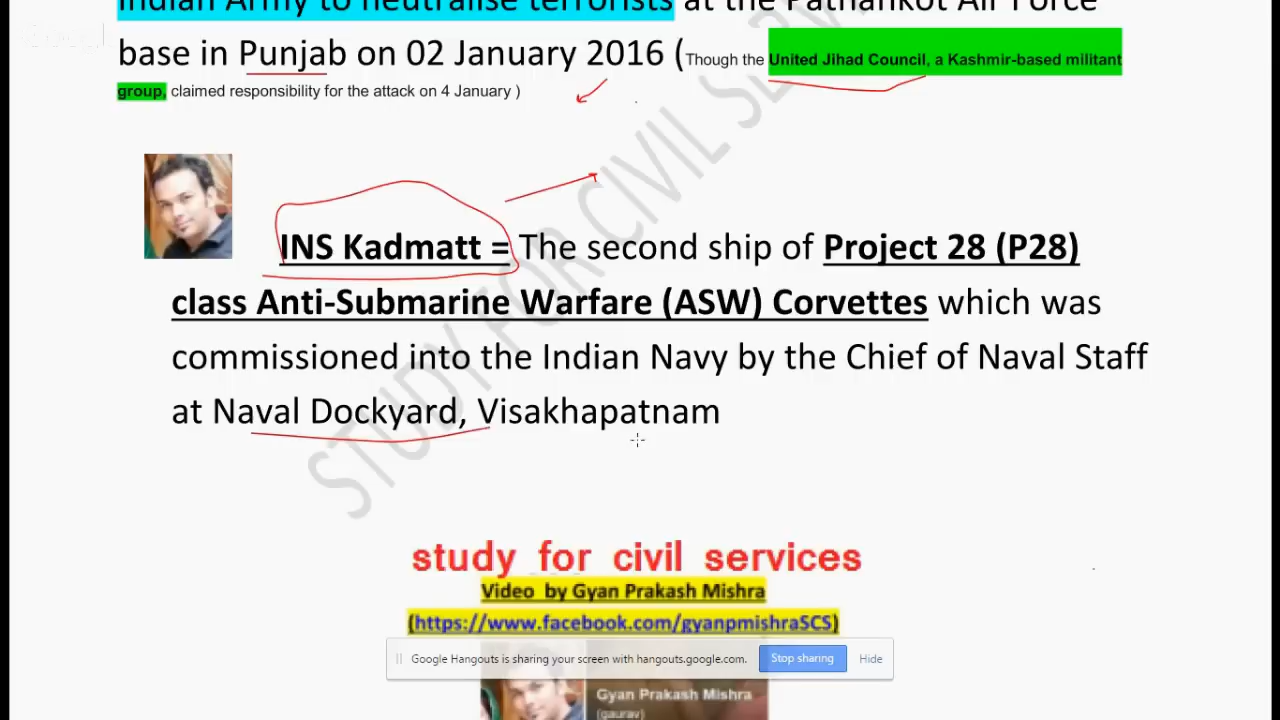 Indian Army to neutralise terrorists at the Pathankot Air Force
base in Punjab on 02 January 2016 (Though the United Jihad Council, a Kashmir-based militant
group, claimed responsibility for the attack on 4 January )
INS Kadmatt = The second ship of Project 28 (P28)
class Anti-Submarine Warfare (ASW) Corvettes which was
commissioned into the Indian Navy by the Chief of Naval Staff
at Naval Dockyard, Visakhapatnam
STUDY FOR CIVIL SERV
study for civil services
Video by Gyan Prakash Mishra
(https://www.facebook.com/gyanpmishraSCS)
Google Hangouts is sharing your screen with hangouts.google.com. Stop sharing Hide
Gyan Prakash Mishra
(gaurav)